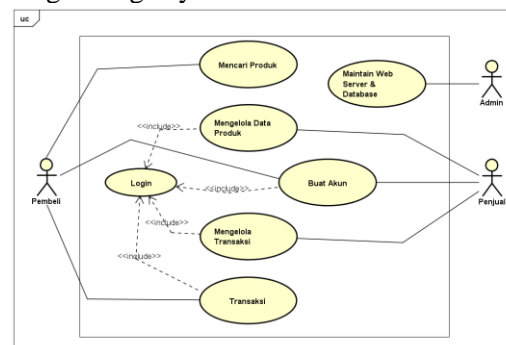 uc
Mencari Produk
Maintain Web
Server &
Database
Admin
<<include>>
Mengelola Data
Produk
Pembeli
Login
<<include>>
Buat Akun
Penjual
<<include>>
Mengelola
Transaksi
<<include>>
Transaksi